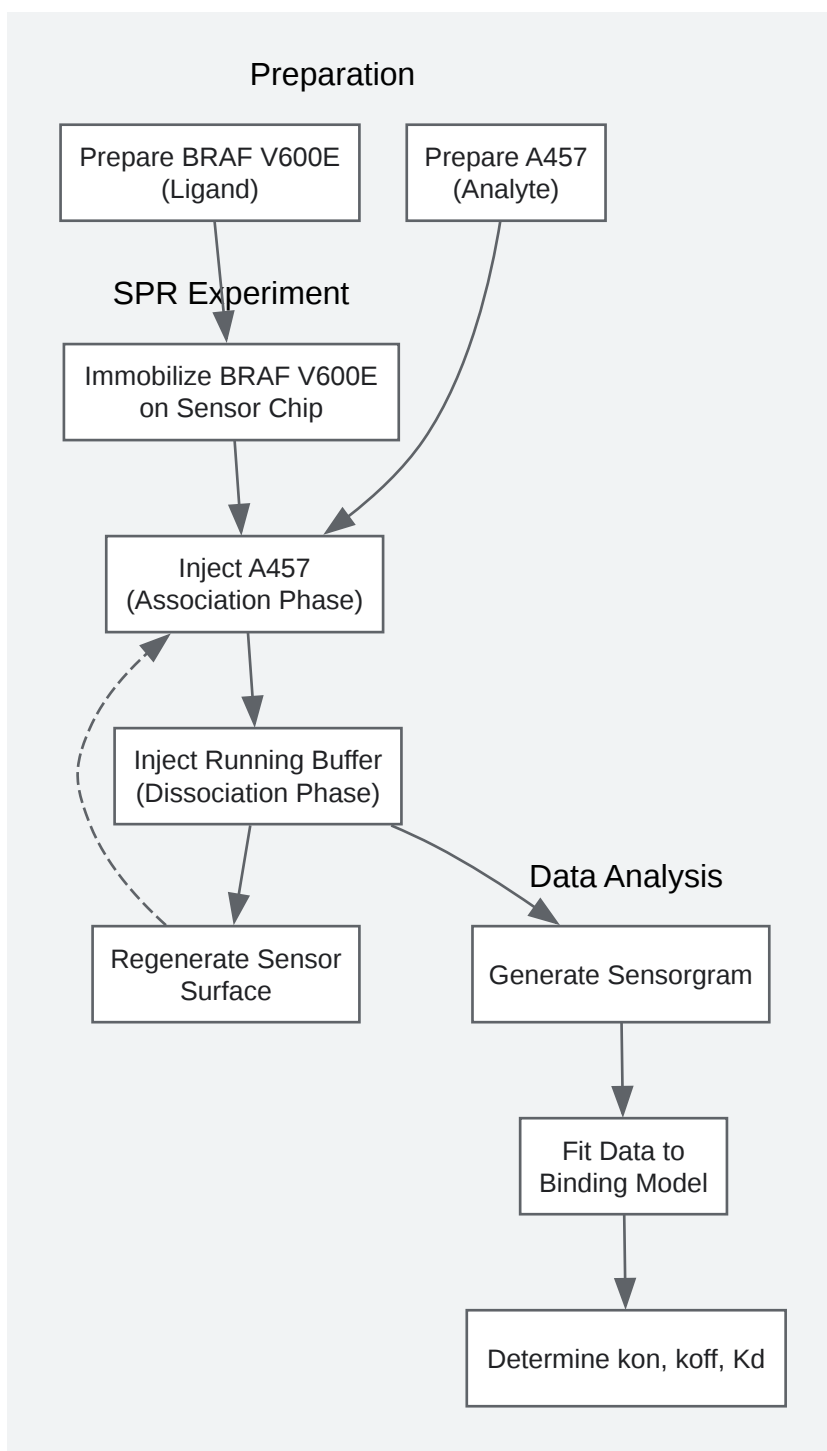 Preparation
Prepare BRAF V600E
(Ligand)
Prepare A457
(Analyte)
SPR Experiment
Immobilize BRAF V600E
on Sensor Chip
Inject A457
(Association Phase)
Inject Running Buffer
(Dissociation Phase)
Data Analysis
Regenerate Sensor
Surface
Generate Sensorgram
Fit Data to
Binding Model
Determine kon, koff, Kd